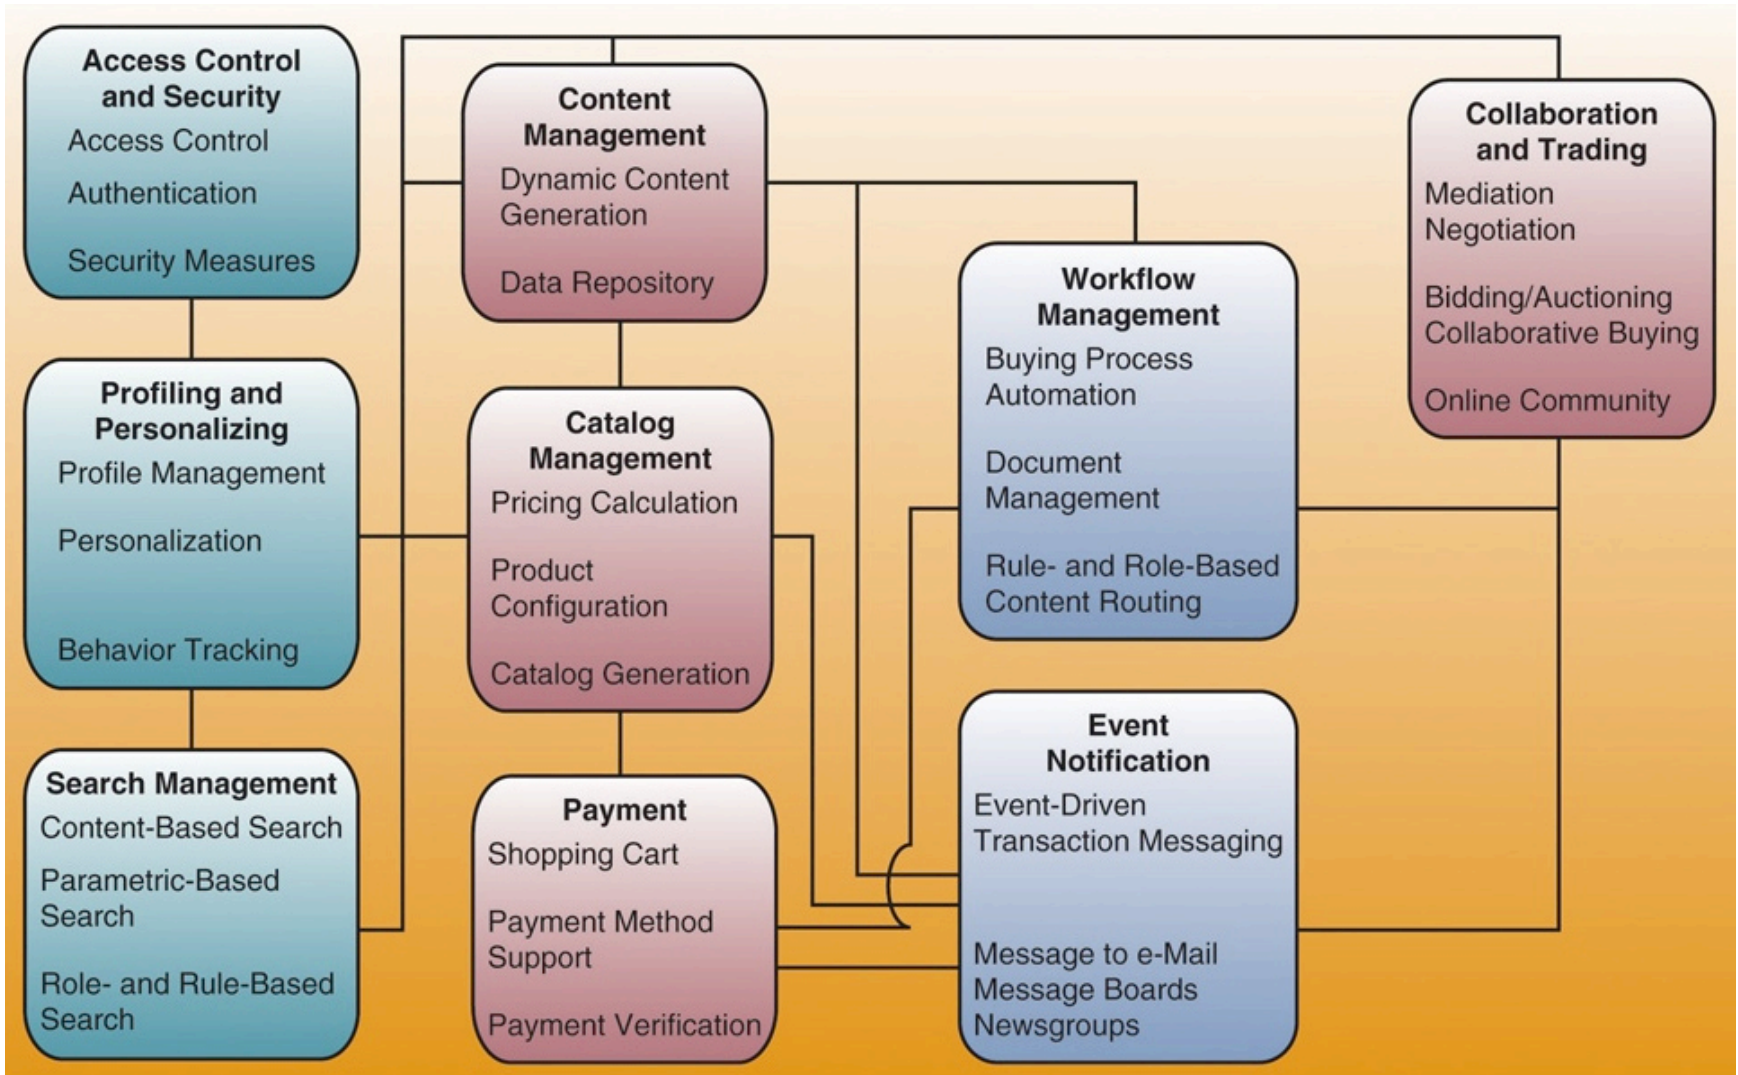 Access Control
and Security
Access Control
Authentication
Security Measures
Profiling and
Personalizing
Profile Management
Personalization
Behavior Tracking
Search Management
Content-Based Search
Parametric-Based
Search
Role- and Rule-Based
Search
Content
Management
Dynamic Content
Generation
Data Repository
Catalog
Management
Pricing Calculation
Product
Configuration
Catalog Generation
Payment
Shopping Cart
Payment Method
Support
Payment Verification
Workflow
Management
Buying Process
Automation
Document
Management
Rule- and Role-Based
Content Routing
Event
Notification
Event-Driven
Transaction Messaging
Message to e-Mail
Message Boards
Newsgroups
Collaboration
and Trading
Mediation
Negotiation
Bidding/Auctioning
Collaborative Buying
Online Community